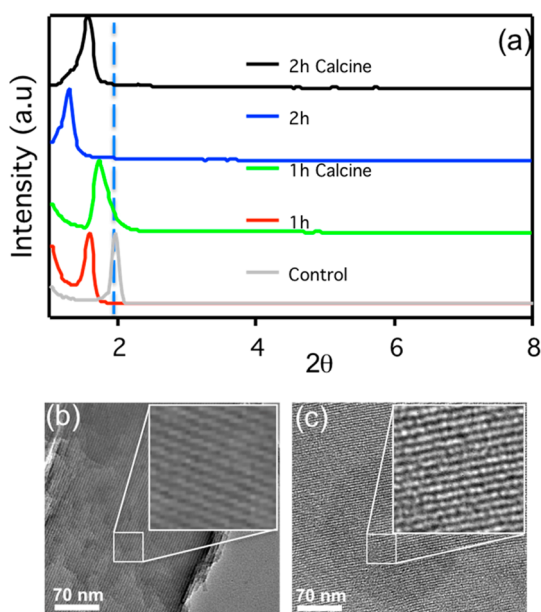 (a)
Intensity (a.u)
2h Calcine
2h
1h Calcine
1h
Control
2 4 6 8
2θ
(b)
70 nm
(c)
70 nm